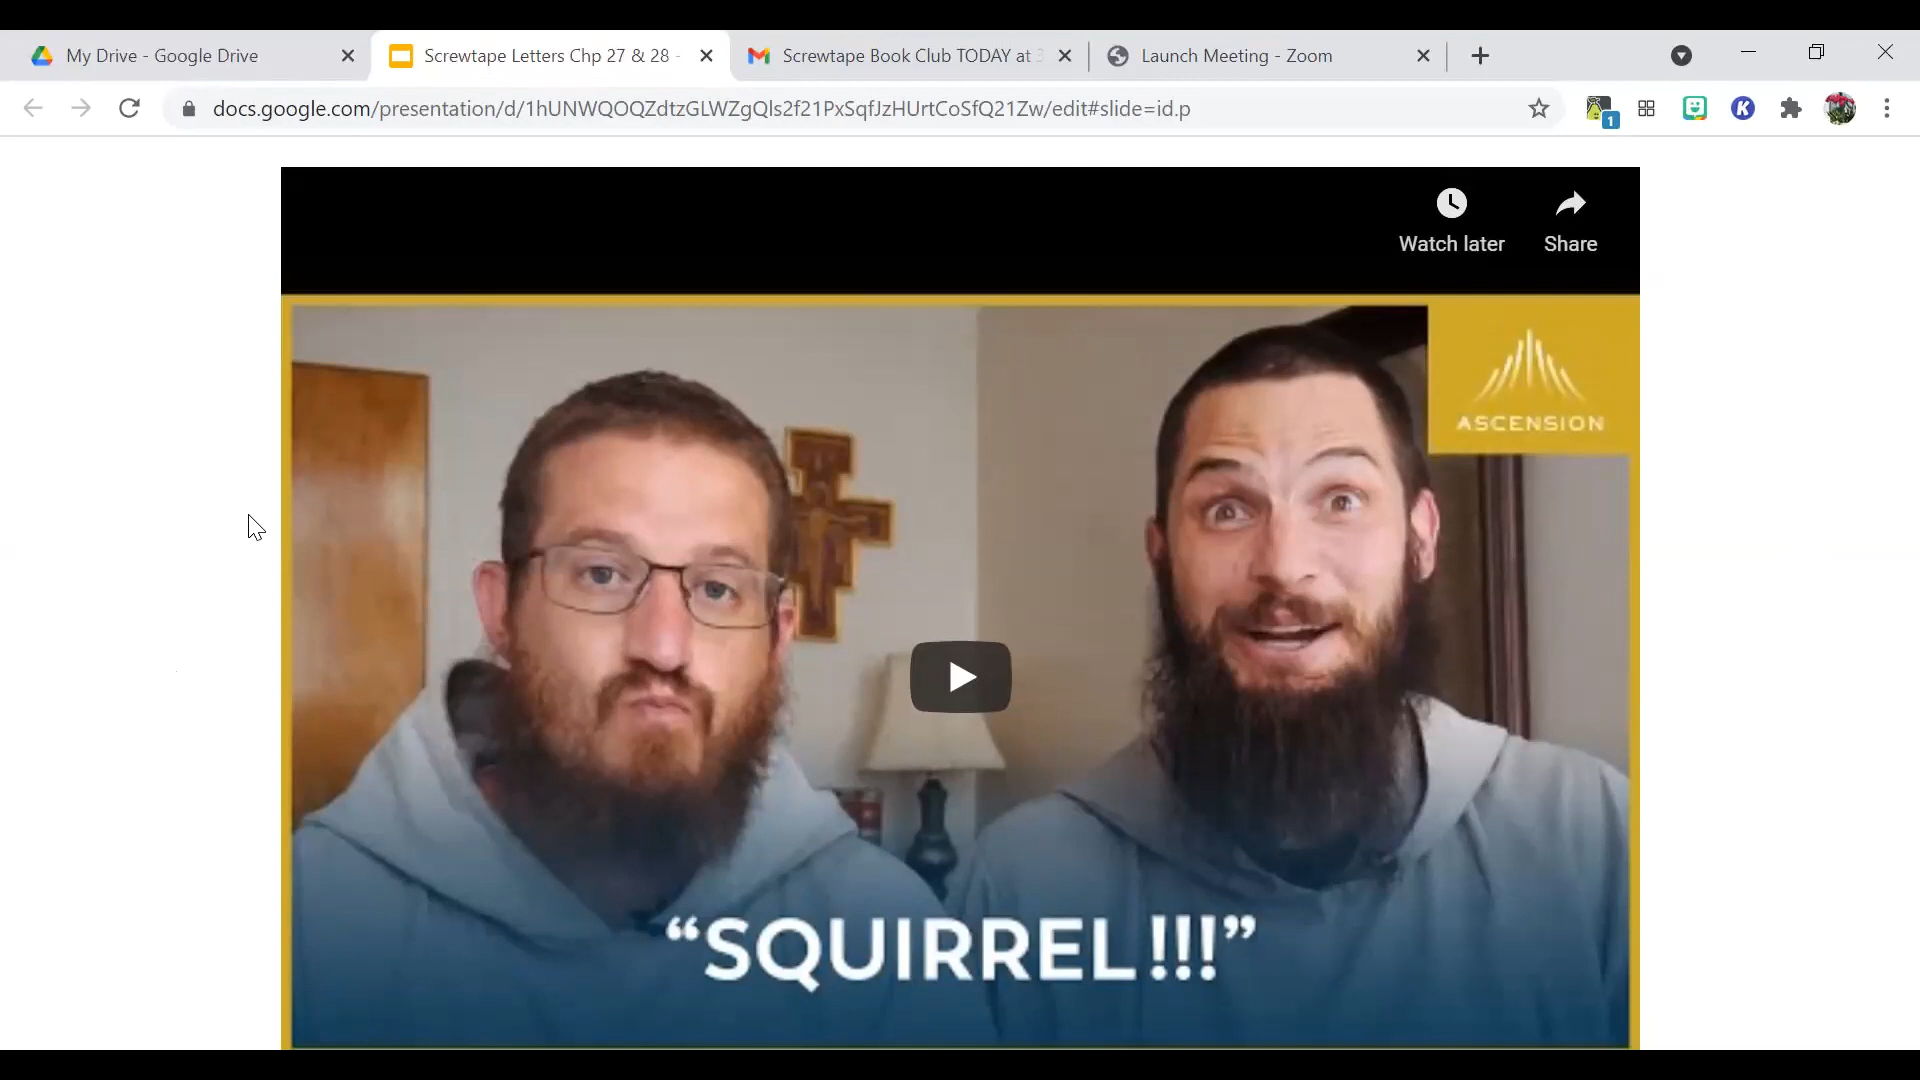 My Drive - Google Drive
Screwtape Letters Chp 27 & 28 -
Screwtape Book Club TODAY at
Launch Meeting - Zoom
docs.google.com/presentation/d/1hUNWQOQZdtzGLWZgQls2f21PxSqfJzHUrtCoSfQ21Zw/edit#slide=id.p
1
K
Watch later
Share
ASCENSION
“SQUIRREL!!!”